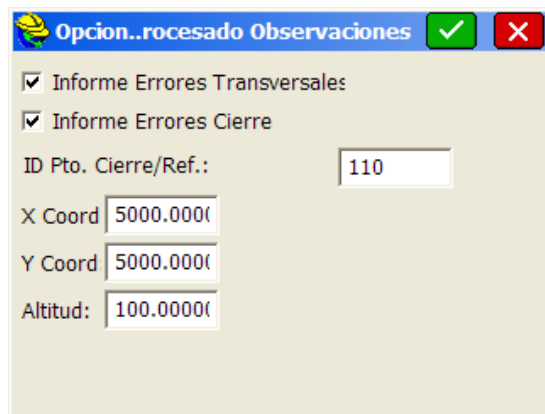 Opcion..rocesado Observaciones
Informe Errores Transversales
Informe Errores Cierre
ID Pto. Cierre/Ref.: 110
X Coord 5000.0000
Y Coord 5000.0000
Altitud: 100.00000